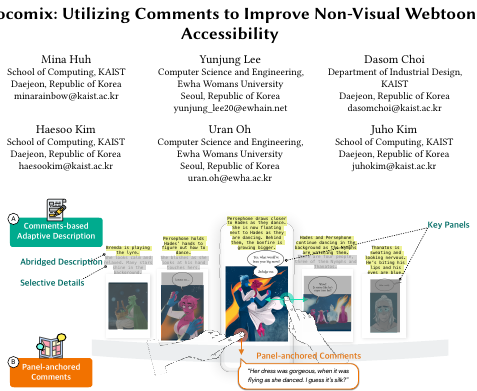 ocomix: Utilizing Comments to Improve Non-Visual Webtoon
Accessibility
Mina Huh
School of Computing, KAIST
Daejeon, Republic of Korea
minarainbow@kaist.ac.kr
Yunjung Lee
Computer Science and Engineering,
Ewha Womans University
Seoul, Republic of Korea
yunjung_lee20@ewhain.net
Dasom Choi
Department of Industrial Design,
KAIST
Daejeon, Republic of Korea
dasomchoi@kaist.ac.kr
Haesoo Kim
School of Computing, KAIST
Daejeon, Republic of Korea
haesookim@kaist.ac.kr
Uran Oh
Computer Science and Engineering,
Ewha Womans University
Seoul, Republic of Korea
uran.oh@ewha.ac.kr
Juho Kim
School of Computing, KAIST
Daejeon, Republic of Korea
juhokim@kaist.ac.kr
A
Comments-based
Adaptive Description
Abridged Description
Selective Details
Brenda is playing
the lyre.
Persephone holds
Hades' hands to
figure out how to
Persephone draws closer
to Hades as they dance.
She is now floating
next to Hades as they
are dancing. Behind
them, the bonfire is
growing bigger.
Hades and Persephone
continue dancing in the
background as the Nymphs
are watching them.
Thanatos is
sweating and
looking nervous.
He's biting his
lips and his
eyes are blue.
Key Panels
B
Panel-anchored
Comments
Panel-anchored Comments
"Her dress was gorgeous, when it was
flying as she danced. I guess it's silk?"